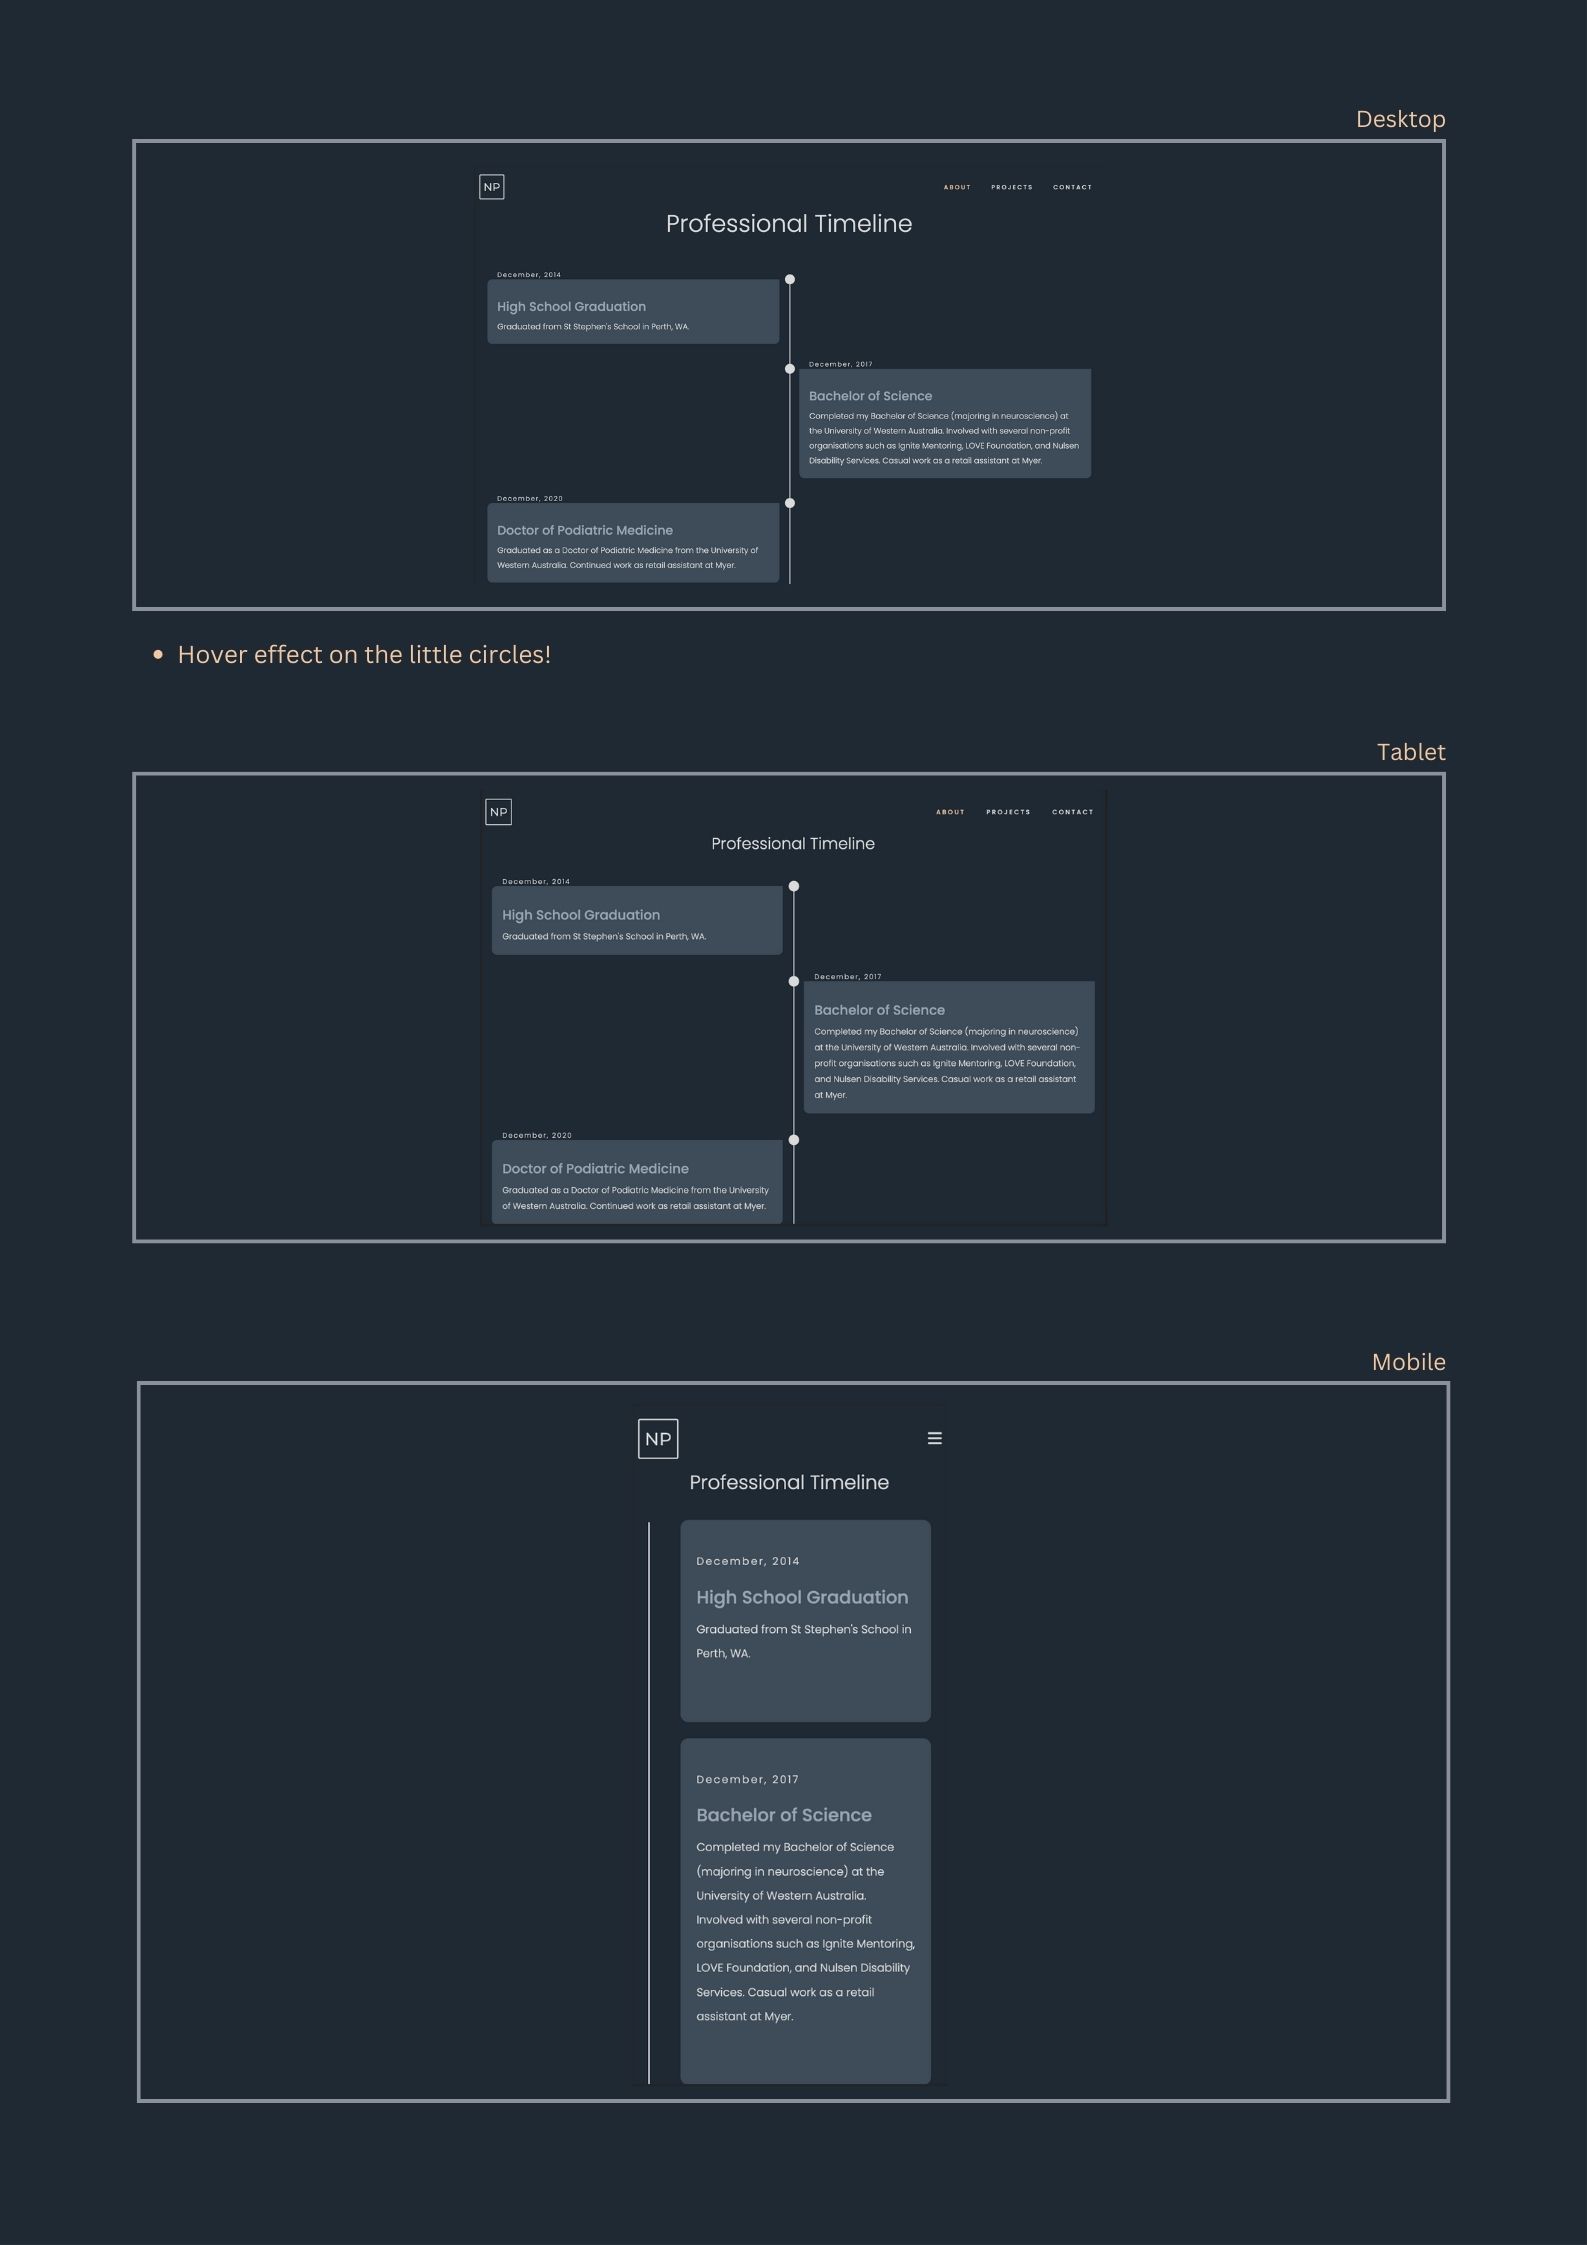 Desktop
NP
ABOUT PROJECTS CONTACT
Professional Timeline
December, 2014
High School Graduation
Graduated from St Stephen's School in Perth, WA.
December, 2017
Bachelor of Science
Completed my Bachelor of Science (majoring in neuroscience) at
the University of Western Australia. Involved with several non-profit
organisations such as Ignite Mentoring, LOVE Foundation, and Nulsen
Disability Services. Casual work as a retail assistant at Myer.
December, 2020
Doctor of Podiatric Medicine
Graduated as a Doctor of Podiatric Medicine from the University of
Western Australia. Continued work as retail assistant at Myer.
• Hover effect on the little circles!
Tablet
NP
ABOUT PROJECTS CONTACT
Professional Timeline
December, 2014
High School Graduation
Graduated from St Stephen's School in Perth, WA.
December, 2017
Bachelor of Science
Completed my Bachelor of Science (majoring in neuroscience)
at the University of Western Australia. Involved with several non-
profit organisations such as Ignite Mentoring, LOVE Foundation,
and Nulsen Disability Services. Casual work as a retail assistant
at Myer.
December, 2020
Doctor of Podiatric Medicine
Graduated as a Doctor of Podiatric Medicine from the University
of Western Australia. Continued work as retail assistant at Myer.
Mobile
NP
Professional Timeline
December, 2014
High School Graduation
Graduated from St Stephen's School in
Perth, WA.
December, 2017
Bachelor of Science
Completed my Bachelor of Science
(majoring in neuroscience) at the
University of Western Australia.
Involved with several non-profit
organisations such as Ignite Mentoring,
LOVE Foundation, and Nulsen Disability
Services. Casual work as a retail
assistant at Myer.